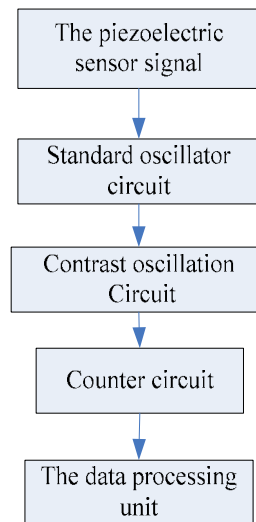 The piezoelectric
sensor signal
Standard oscillator
circuit
Contrast oscillation
Circuit
Counter circuit
The data processing
unit